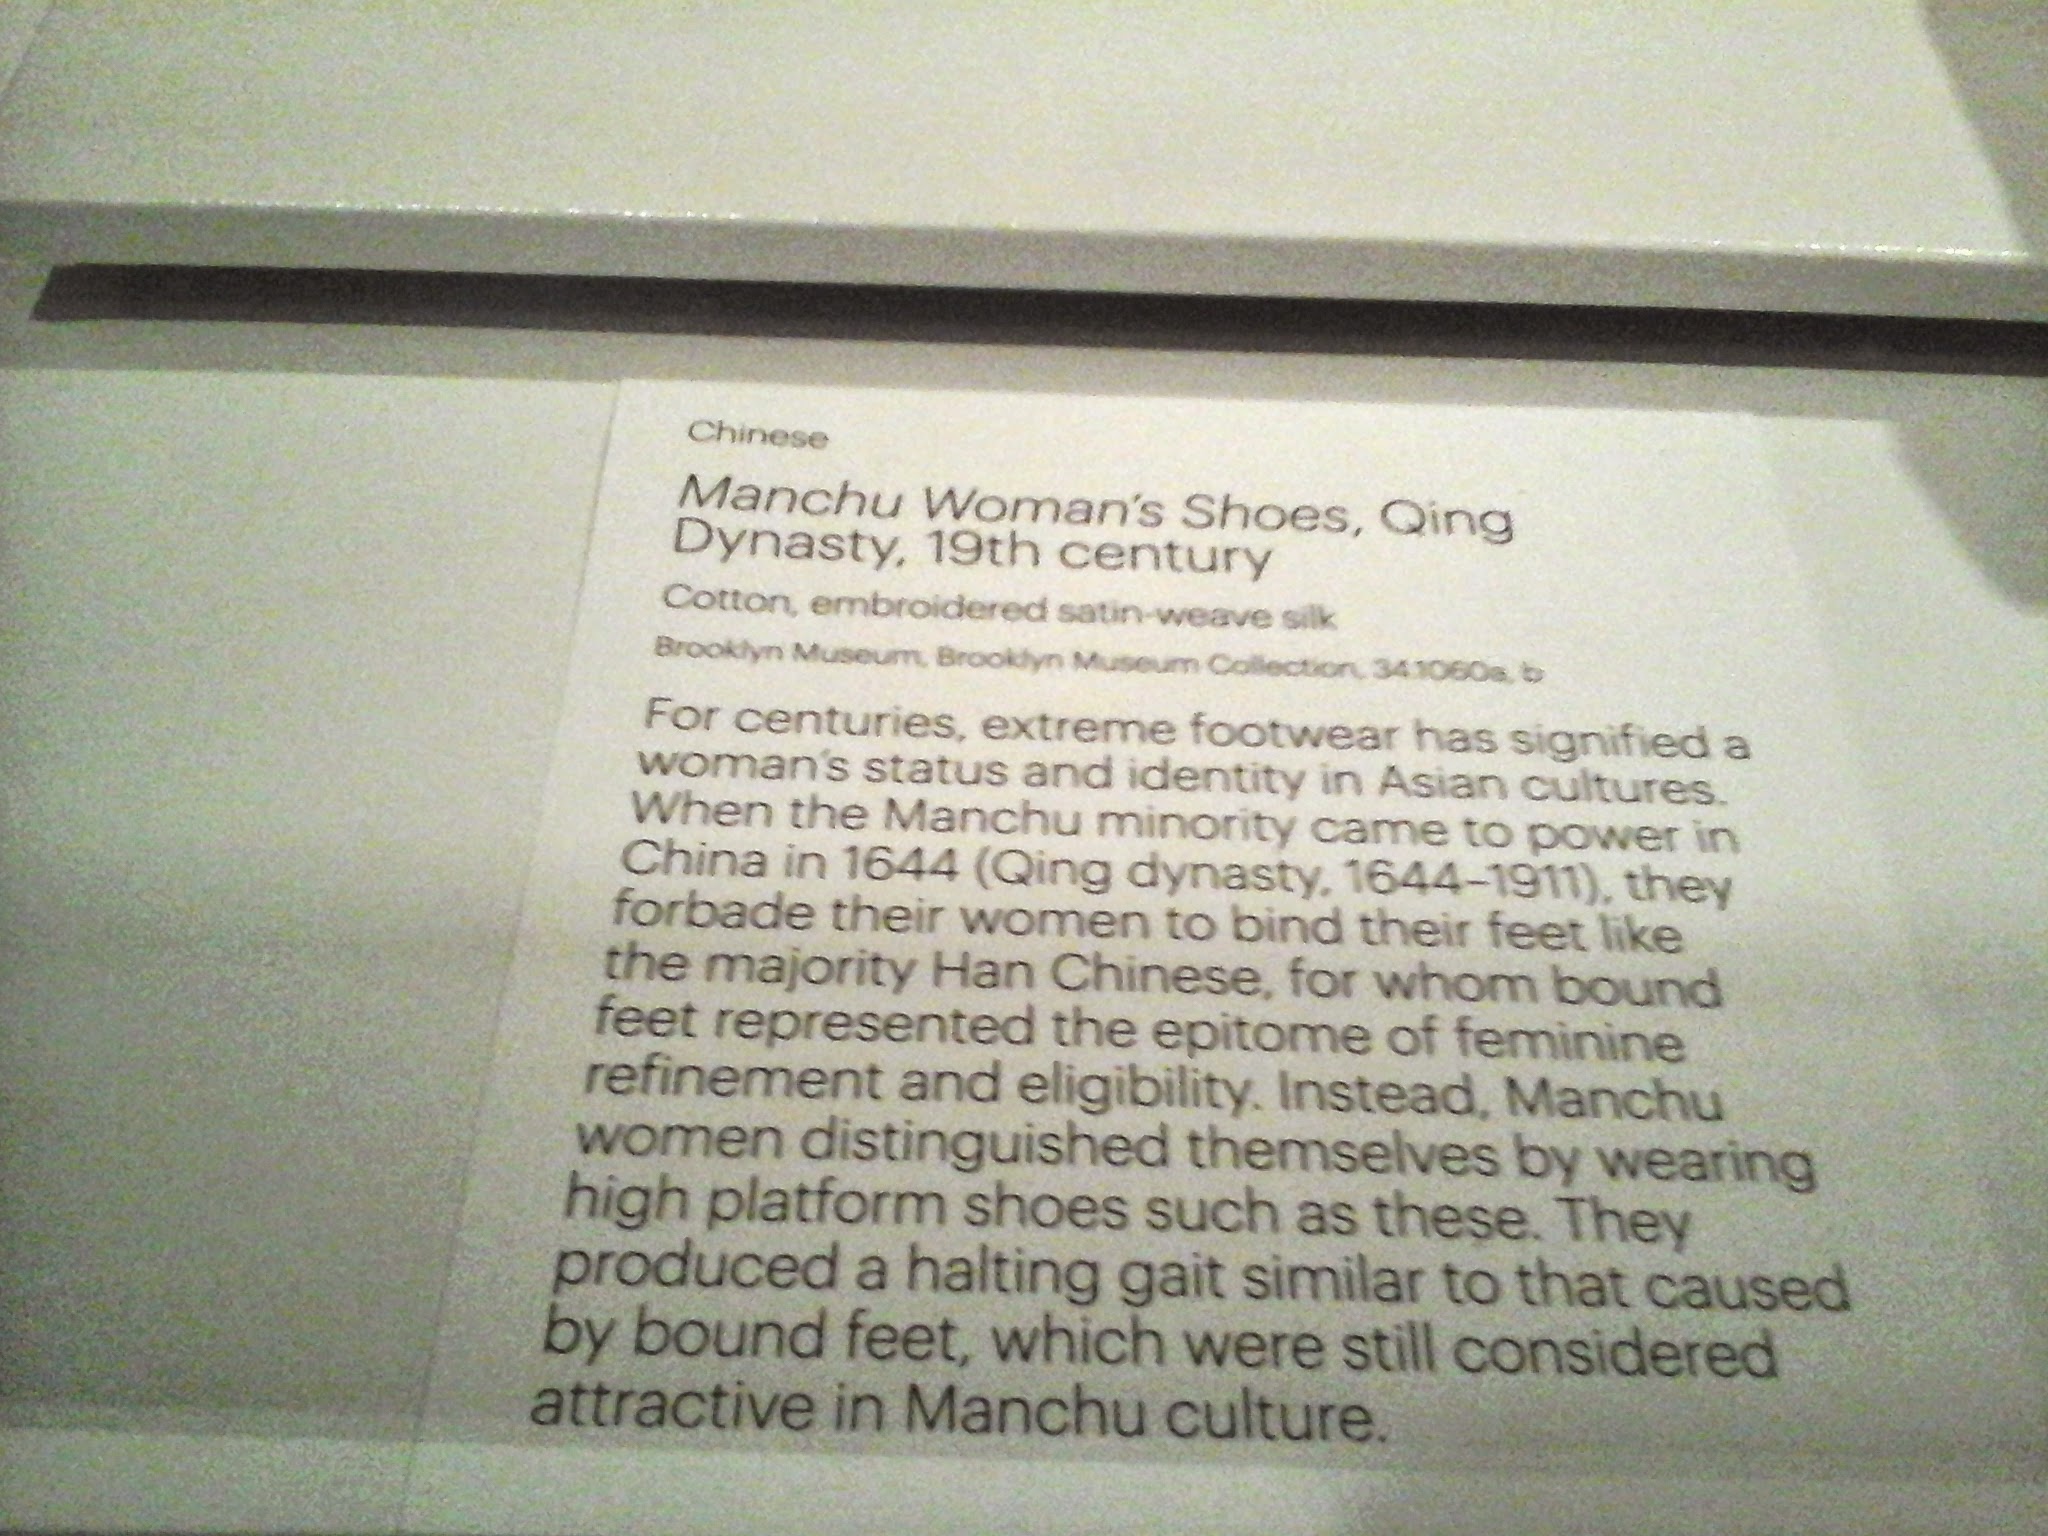 Chinese
Manchu Woman's Shoes, Qing
Dynasty, 19th century
Cotton, embroidered satin-weave silk
Brooklyn Museum, Brooklyn Museum Collection, 34.1060a, b
For centuries, extreme footwear has signified a
woman's status and identity in Asian cultures.
When the Manchu minority came to power in
China in 1644 (Qing dynasty, 1644–1911), they
forbade their women to bind their feet like
the majority Han Chinese, for whom bound
feet represented the epitome of feminine
refinement and eligibility. Instead, Manchu
women distinguished themselves by wearing
high platform shoes such as these. They
produced a halting gait similar to that caused
by bound feet, which were still considered
attractive in Manchu culture.